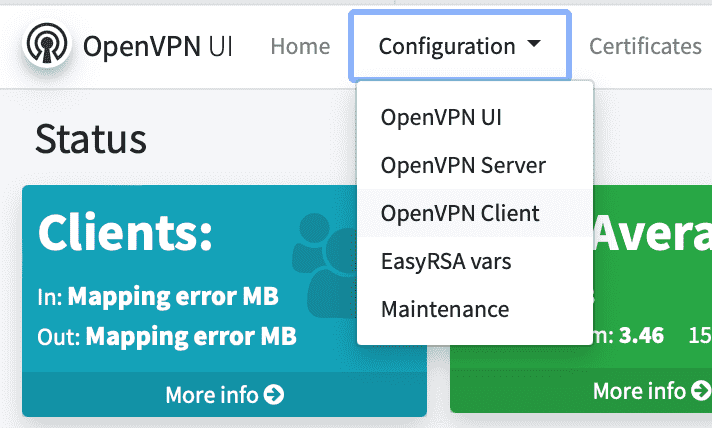 OpenVPN UI Home Configuration Certificates
OpenVPN UI
Status
OpenVPN Server
OpenVPN Client
Clients:
EasyRSA vars
In: Mapping error MB
Maintenance
Out: Mapping error MB
3.46 15
More info
More info